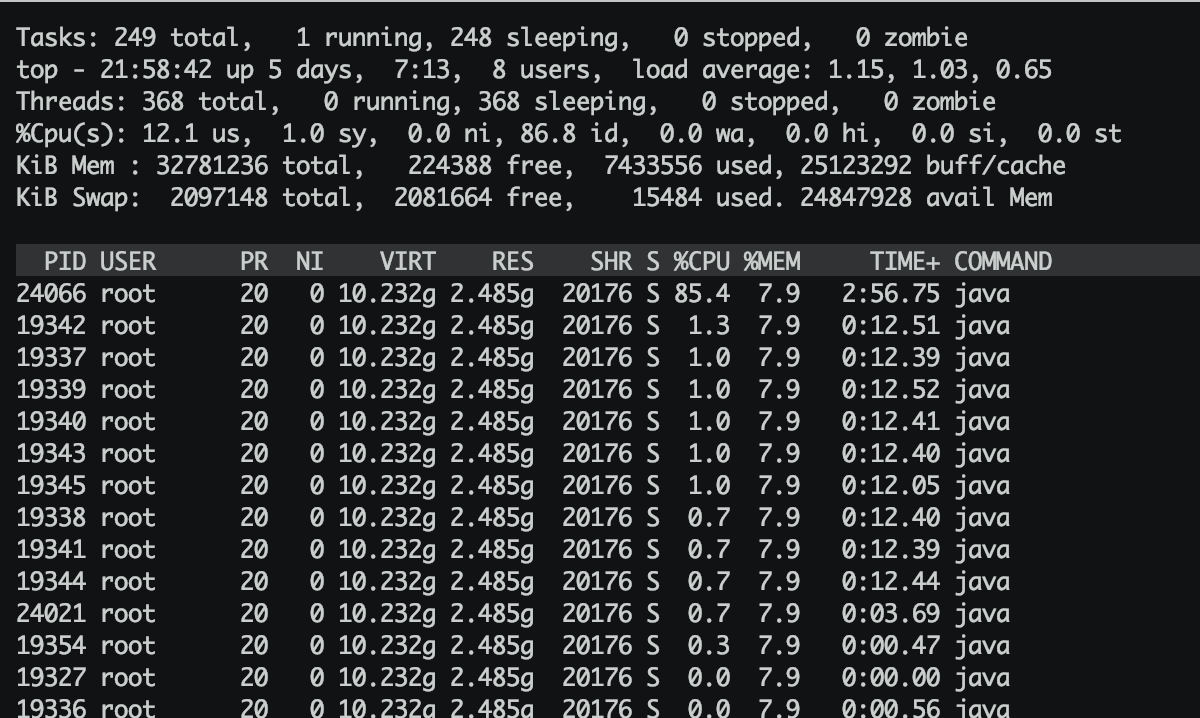 Tasks: 249 total,   1 running, 248 sleeping,   0 stopped,   0 zombie
top - 21:58:42 up 5 days,  7:13,  8 users,  load average: 1.15, 1.03, 0.65
Threads: 368 total,   0 running, 368 sleeping,   0 stopped,   0 zombie
%Cpu(s): 12.1 us,  1.0 sy,  0.0 ni, 86.8 id,  0.0 wa,  0.0 hi,  0.0 si,  0.0 st
KiB Mem : 32781236 total,   224388 free,  7433556 used, 25123292 buff/cache
KiB Swap:  2097148 total,  2081664 free,    15484 used. 24847928 avail Mem
  PID USER      PR  NI    VIRT    RES    SHR S %CPU %MEM     TIME+ COMMAND
24066 root      20   0 10.232g 2.485g  20176 S 85.4  7.9   2:56.75 java
19342 root      20   0 10.232g 2.485g  20176 S  1.3  7.9   0:12.51 java
19337 root      20   0 10.232g 2.485g  20176 S  1.0  7.9   0:12.39 java
19339 root      20   0 10.232g 2.485g  20176 S  1.0  7.9   0:12.52 java
19340 root      20   0 10.232g 2.485g  20176 S  1.0  7.9   0:12.41 java
19343 root      20   0 10.232g 2.485g  20176 S  1.0  7.9   0:12.40 java
19345 root      20   0 10.232g 2.485g  20176 S  1.0  7.9   0:12.05 java
19338 root      20   0 10.232g 2.485g  20176 S  0.7  7.9   0:12.40 java
19341 root      20   0 10.232g 2.485g  20176 S  0.7  7.9   0:12.39 java
19344 root      20   0 10.232g 2.485g  20176 S  0.7  7.9   0:12.44 java
24021 root      20   0 10.232g 2.485g  20176 S  0.7  7.9   0:03.69 java
19354 root      20   0 10.232g 2.485g  20176 S  0.3  7.9   0:00.47 java
19327 root      20   0 10.232g 2.485g  20176 S  0.0  7.9   0:00.00 java
19336 root      20   0 10.232g 2.485g  20176 S  0.0  7.9   0:00.56 java